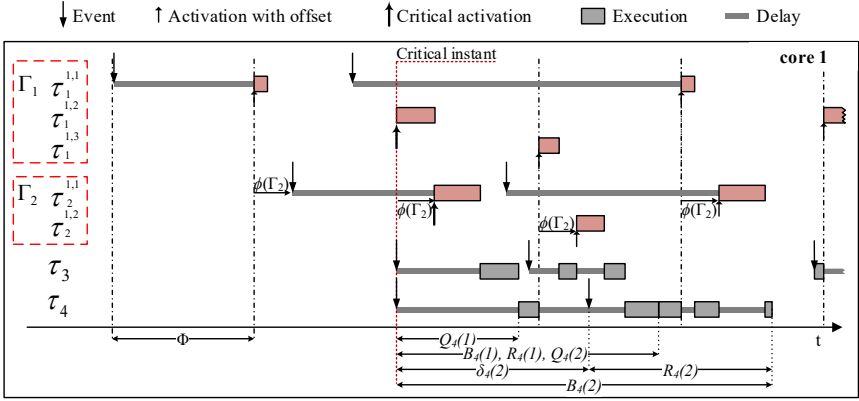 Event Activation with offset Critical activation Execution Delay
Critical instant core 1
Γ₁ τ₁^{1,1}
τ₁^{1,2}
τ₁^{1,3}
ϕ(Γ₂)
Γ₂ τ₂^{1,1}
ϕ(Γ₂) ϕ(Γ₂)
τ₂^{1,2} ϕ(Γ₂)
τ₃
τ₄
Φ Q₄(1) t
B₄(1), R₄(1), Q₄(2)
δ₄(2) R₄(2)
B₄(2)